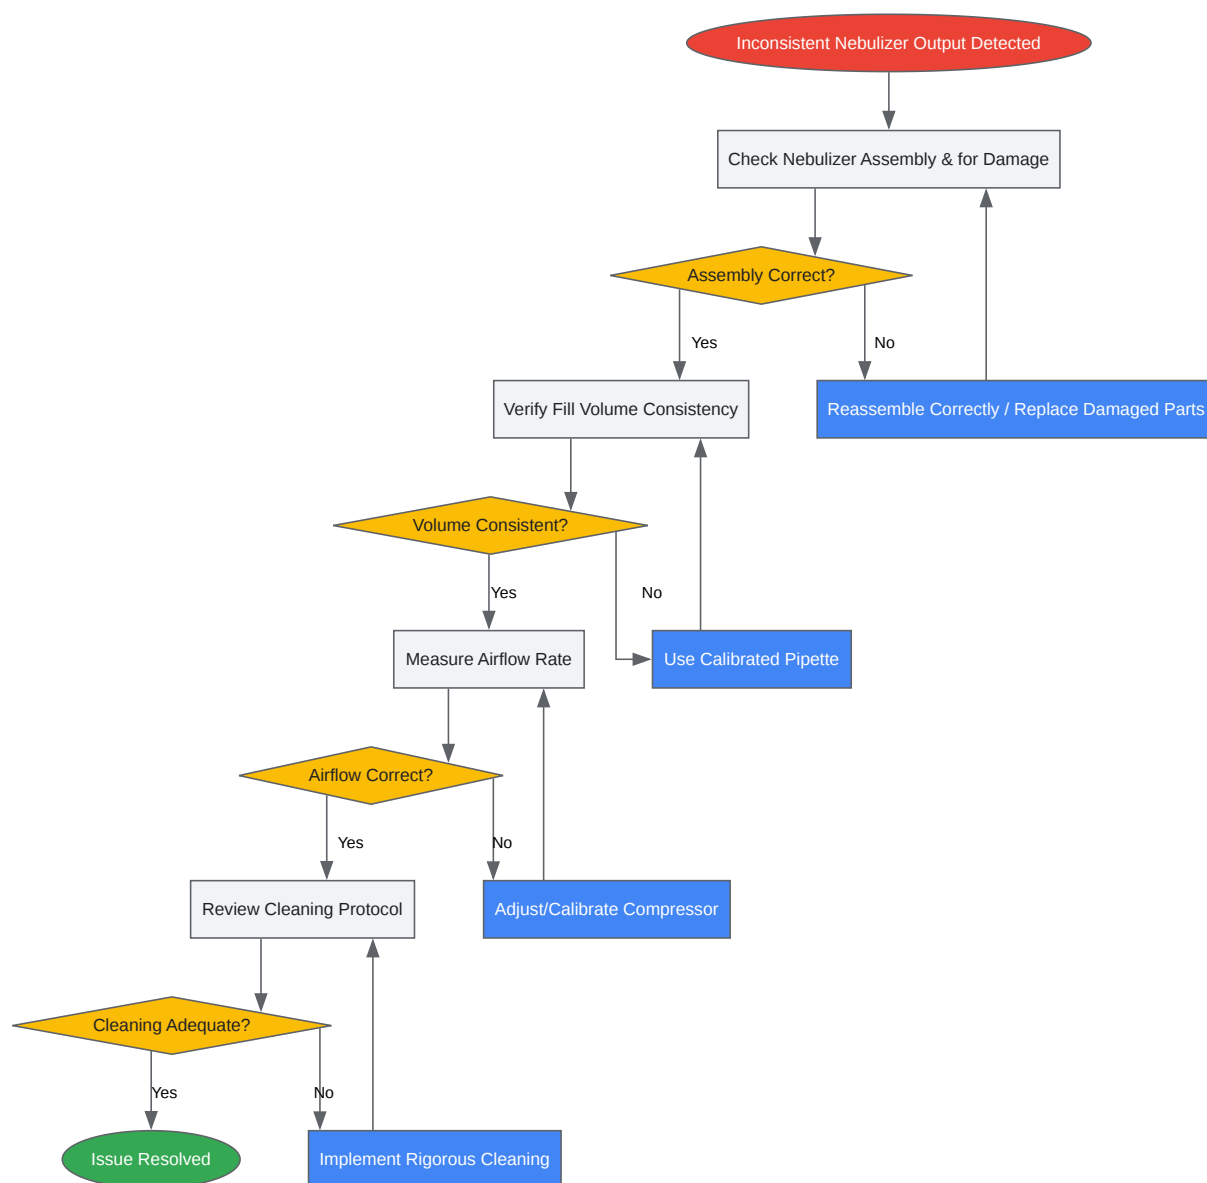 Inconsistent Nebulizer Output Detected
Check Nebulizer Assembly & for Damage
Assembly Correct?
Yes
No
Verify Fill Volume Consistency
Reassemble Correctly / Replace Damaged Parts
Volume Consistent?
Yes
No
Measure Airflow Rate
Use Calibrated Pipette
Airflow Correct?
Yes
No
Review Cleaning Protocol
Adjust/Calibrate Compressor
Cleaning Adequate?
Yes
No
Issue Resolved
Implement Rigorous Cleaning